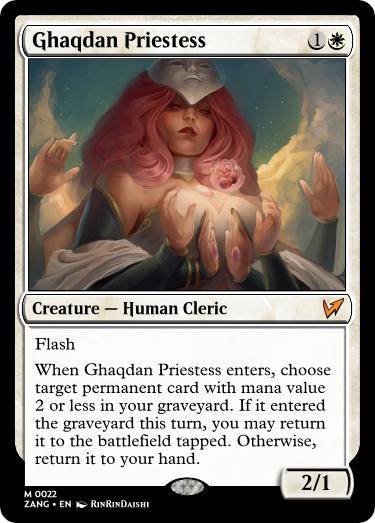 Ghaqdan Priestess 1
Creature — Human Cleric
Flash
When Ghaqdan Priestess enters, choose
target permanent card with mana value
2 or less in your graveyard. If it entered
the graveyard this turn, you may return
it to the battlefield tapped. Otherwise,
return it to your hand.
2/1
M 0022
ZANG • EN RinRinDaishi